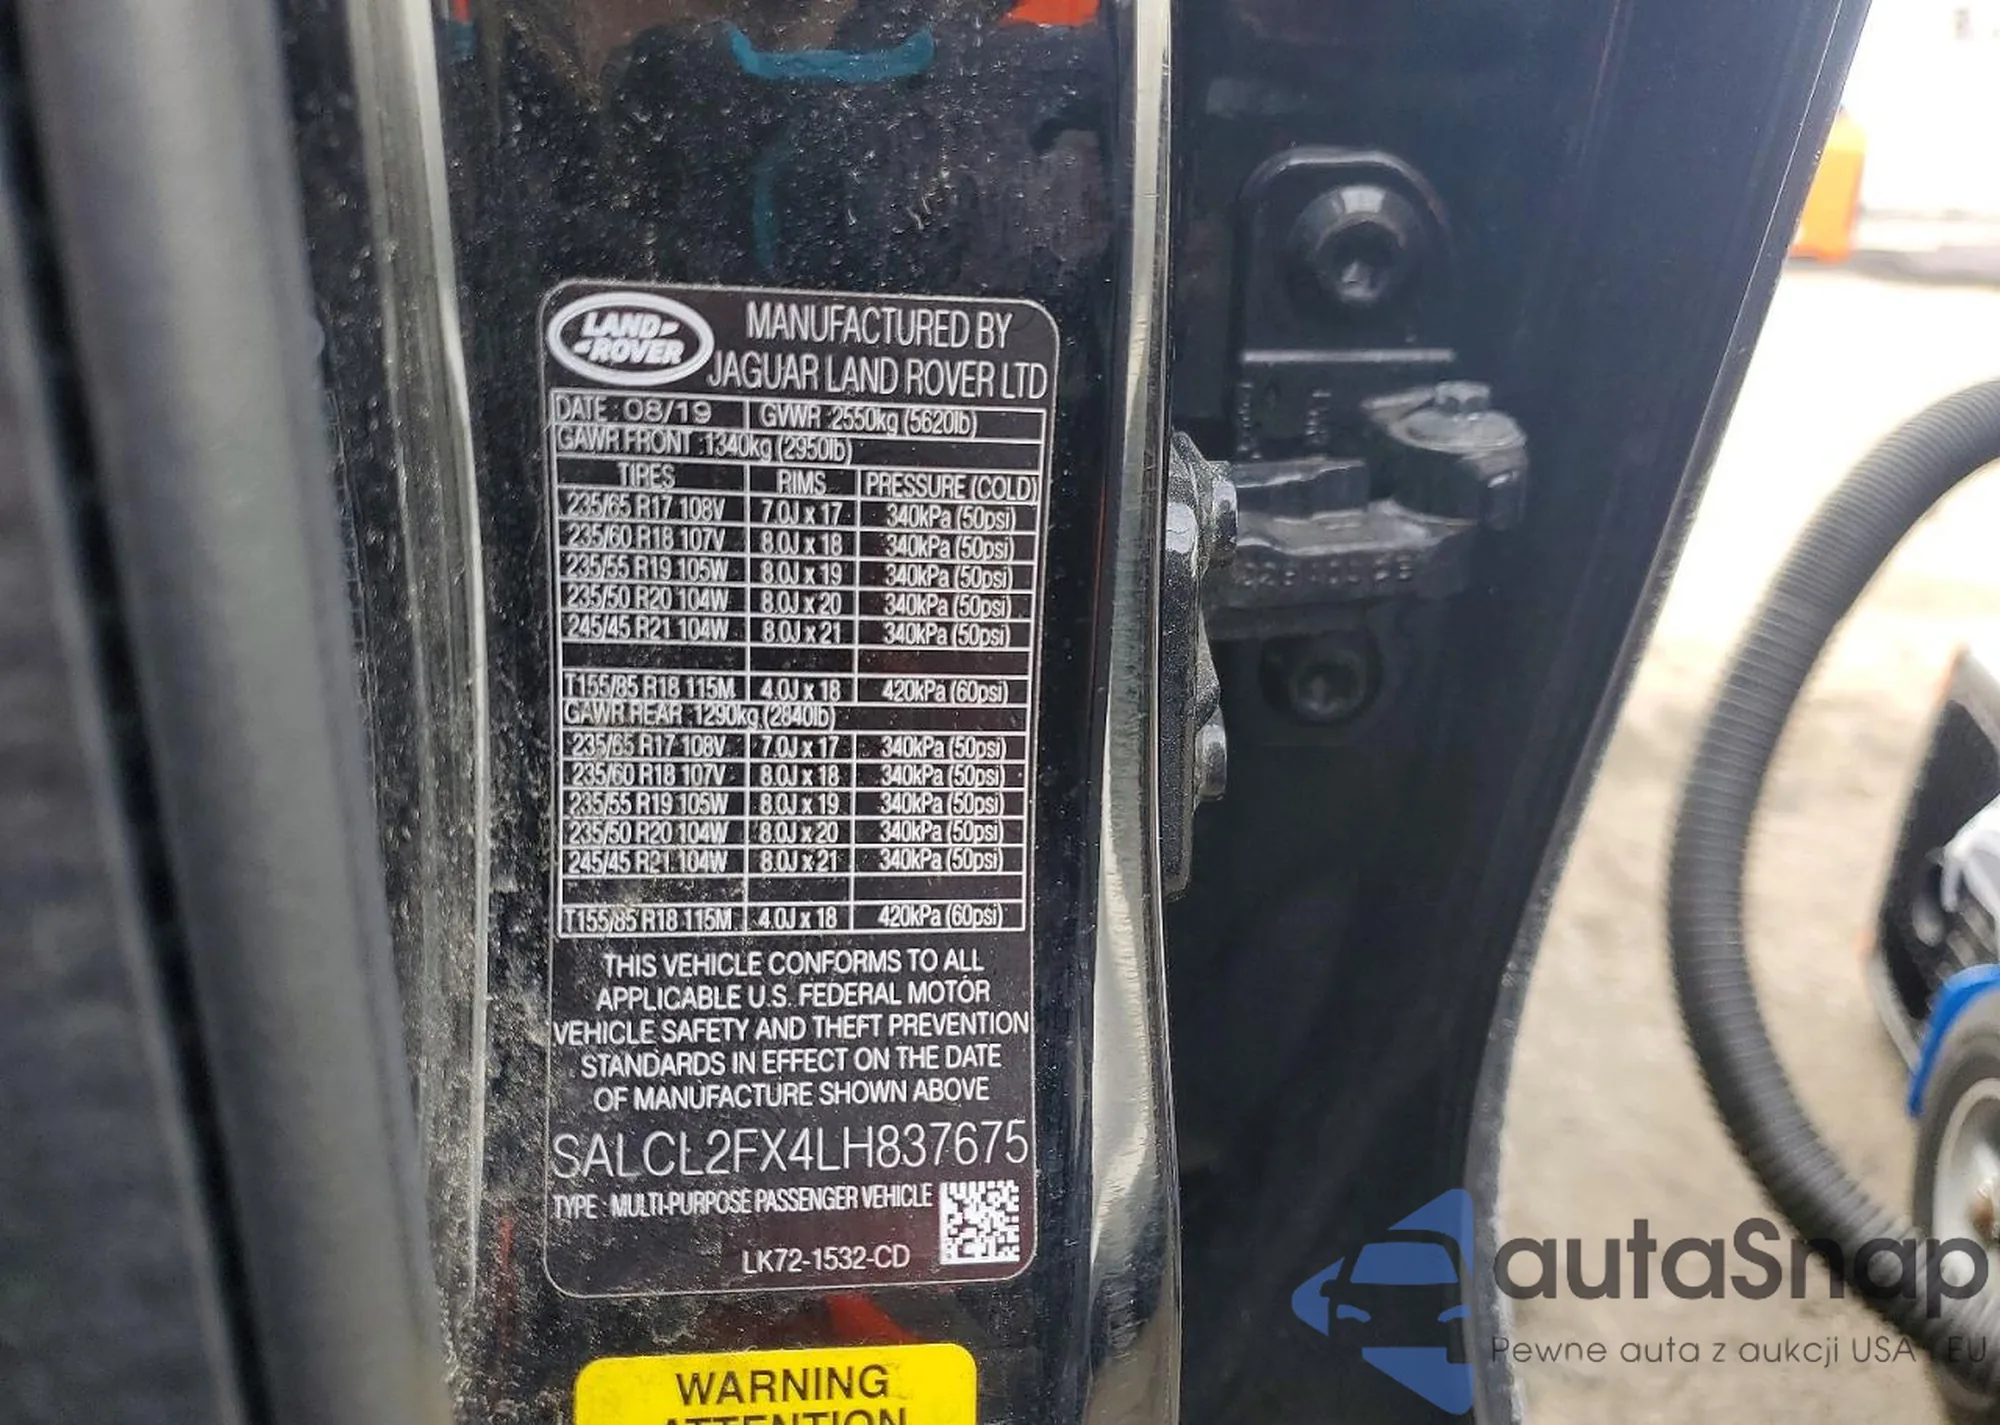 LAND ROVER
MANUFACTURED BY
JAGUAR LAND ROVER LTD
DATE : 08/19 GVWR :2550kg (5620lb)
GAWR FRONT :1340kg (2950lb)
TIRES RIMS PRESSURE (COLD)
235/65 R17 108V 7.0J x 17 340kPa (50psi)
235/60 R18 107V 8.0J x 18 340kPa (50psi)
235/55 R19 105W 8.0J x 19 340kPa (50psi)
235/50 R20 104W 8.0J x 20 340kPa (50psi)
245/45 R21 104W 8.0J x 21 340kPa (50psi)
T155/85 R18 115M 4.0J x 18 420kPa (60psi)
GAWR REAR :1290kg (2840lb)
235/65 R17 108V 7.0J x 17 340kPa (50psi)
235/60 R18 107V 8.0J x 18 340kPa (50psi)
235/55 R19 105W 8.0J x 19 340kPa (50psi)
235/50 R20 104W 8.0J x 20 340kPa (50psi)
245/45 R21 104W 8.0J x 21 340kPa (50psi)
T155/85 R18 115M 4.0J x 18 420kPa (60psi)
THIS VEHICLE CONFORMS TO ALL
APPLICABLE U.S. FEDERAL MOTOR
VEHICLE SAFETY AND THEFT PREVENTION
STANDARDS IN EFFECT ON THE DATE
OF MANUFACTURE SHOWN ABOVE
SALCL2FX4LH837675
TYPE : MULTI-PURPOSE PASSENGER VEHICLE
LK72-1532-CD
WARNING
ATTENTION
autaSnap
Pewne auta z aukcji USA i EU